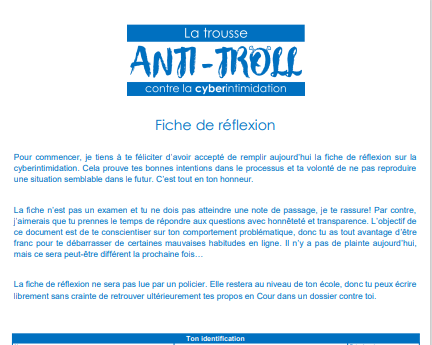 La trousse
ANTI-TRÖLL
contre la cyberintimidation
Fiche de réflexion
Pour commencer, je tiens à te féliciter d'avoir accepté de remplir aujourd'hui la fiche de réflexion sur la
cyberintimidation. Cela prouve tes bonnes intentions dans le processus et ta volonté de ne pas reproduire
une situation semblable dans le futur. C'est tout en ton honneur.
La fiche n'est pas un examen et tu ne dois pas atteindre une note de passage, je te rassure! Par contre,
j'aimerais que tu prennes le temps de répondre aux questions avec honnêteté et transparence. L'objectif de
ce document est de te conscientiser sur ton comportement problématique, donc tu as tout avantage d'être
franc pour te débarrasser de certaines mauvaises habitudes en ligne. Il n'y a pas de plainte aujourd'hui,
mais ce sera peut-être différent la prochaine fois…
La fiche de réflexion ne sera pas lue par un policier. Elle restera au niveau de ton école, donc tu peux écrire
librement sans crainte de retrouver ultérieurement tes propos en Cour dans un dossier contre toi.
Ton identification